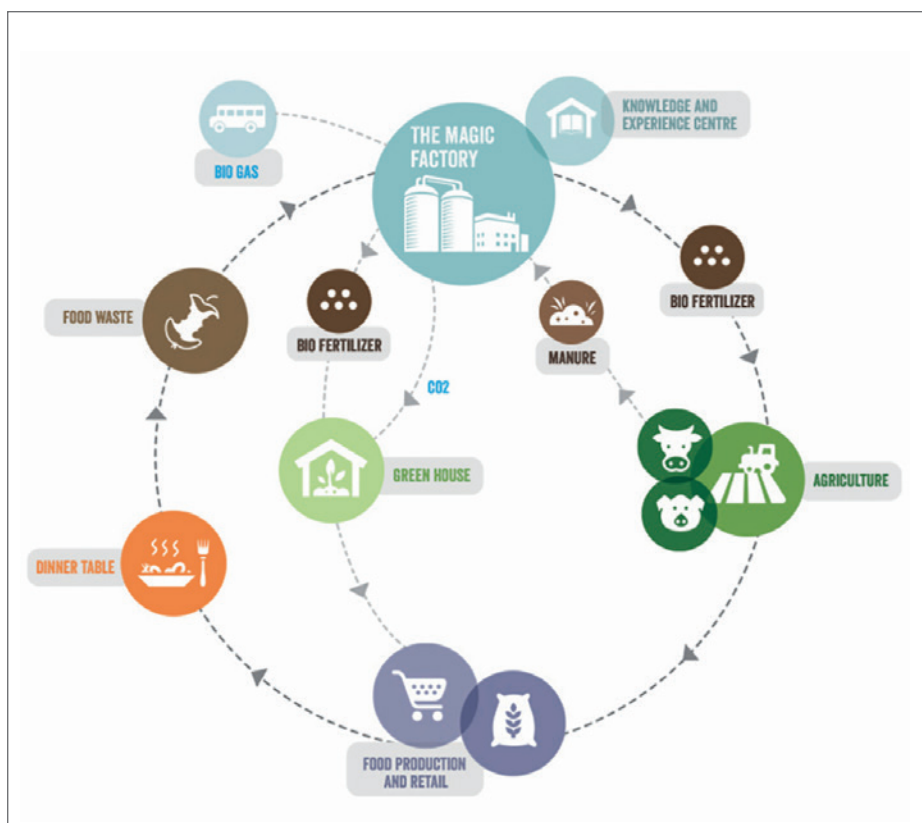 KNOWLEDGE AND
EXPERIENCE CENTRE
THE MAGIC
FACTORY
BIO GAS
BIO FERTILIZER
FOOD WASTE
BIO FERTILIZER
MANURE
CO2
GREEN HOUSE
AGRICULTURE
DINNER TABLE
FOOD PRODUCTION
AND RETAIL